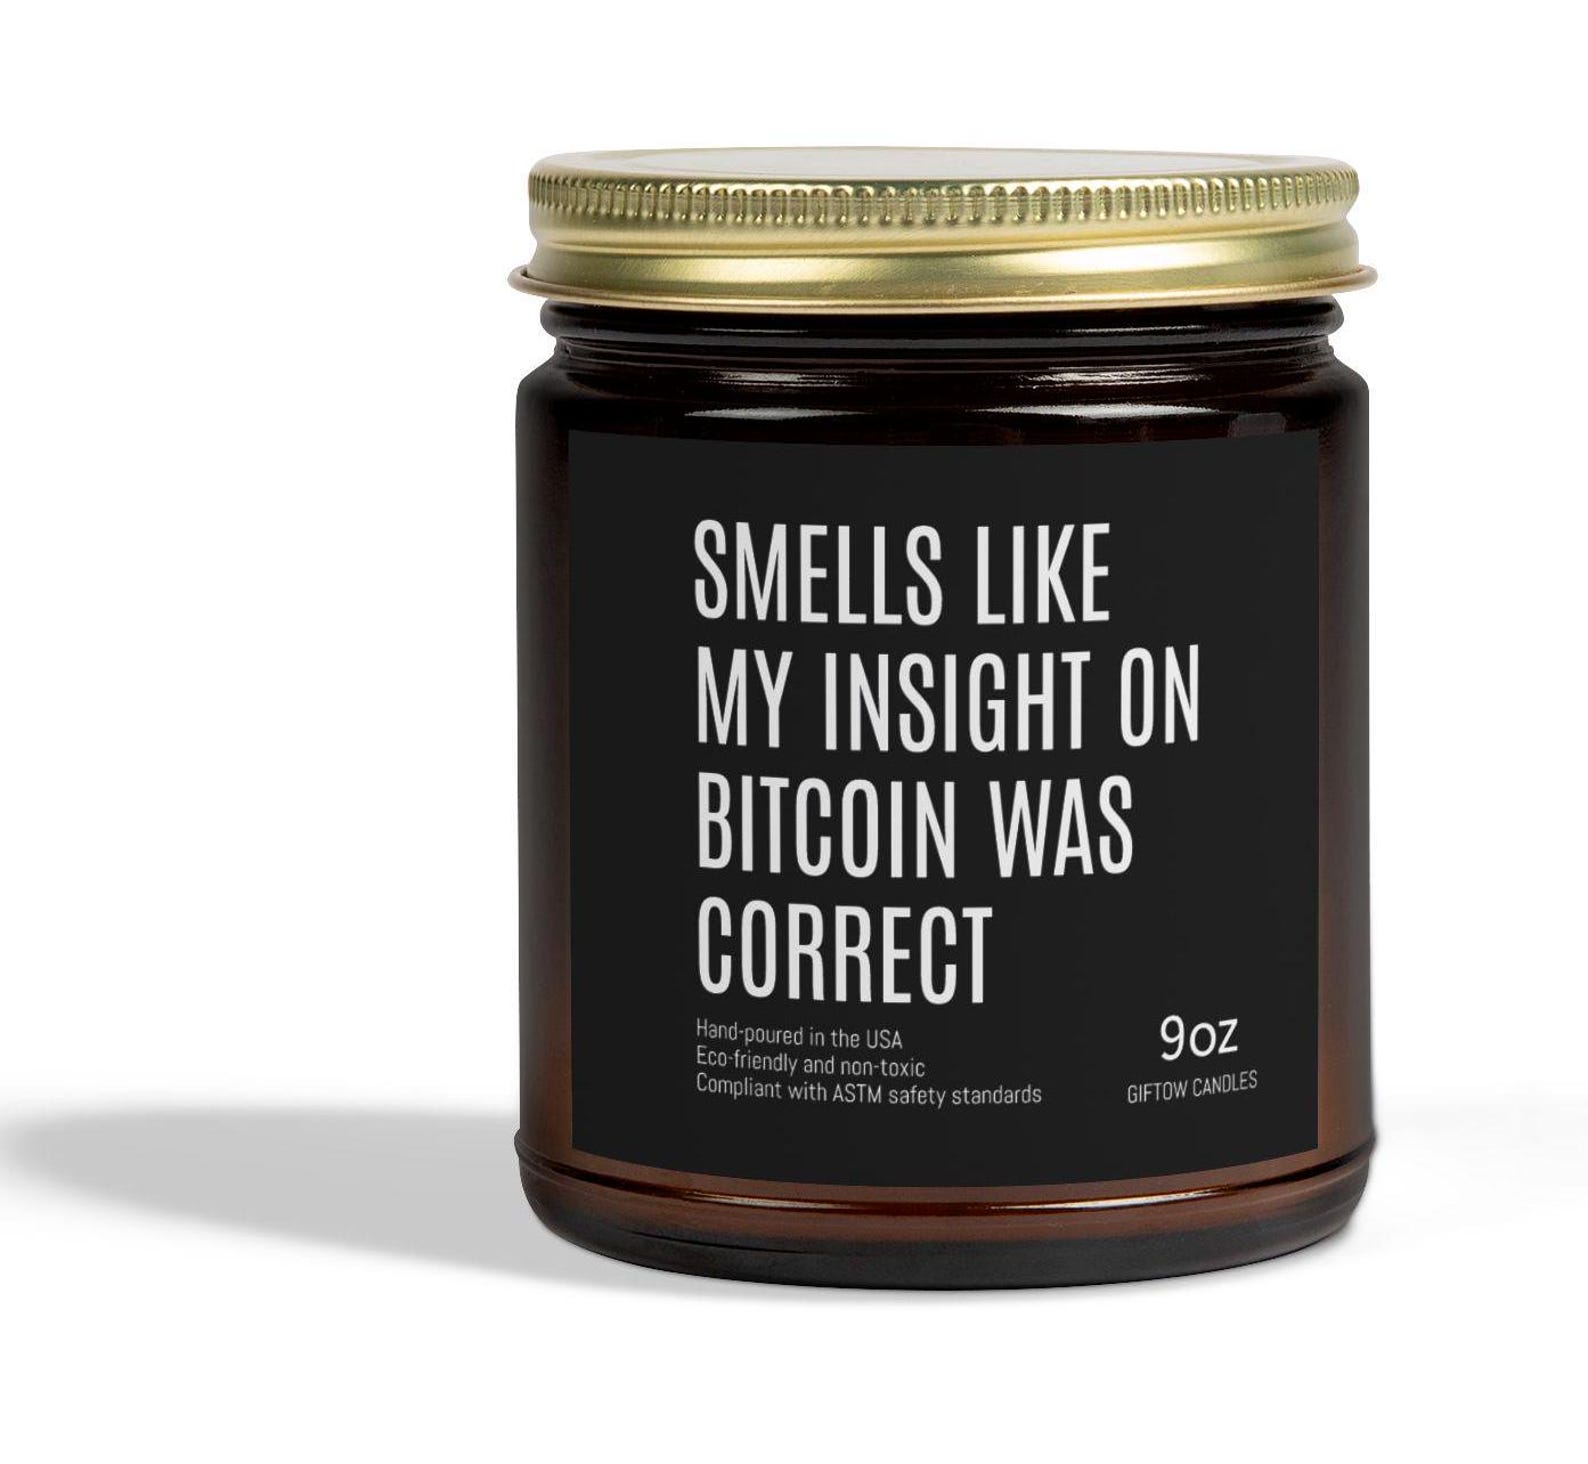 SMELLS LIKE
MY INSIGHT ON
BITCOIN WAS
CORRECT
Hand-poured in the USA
Eco-friendly and non-toxic
Compliant with ASTM safety standards
9oz
GIFTOW CANDLES